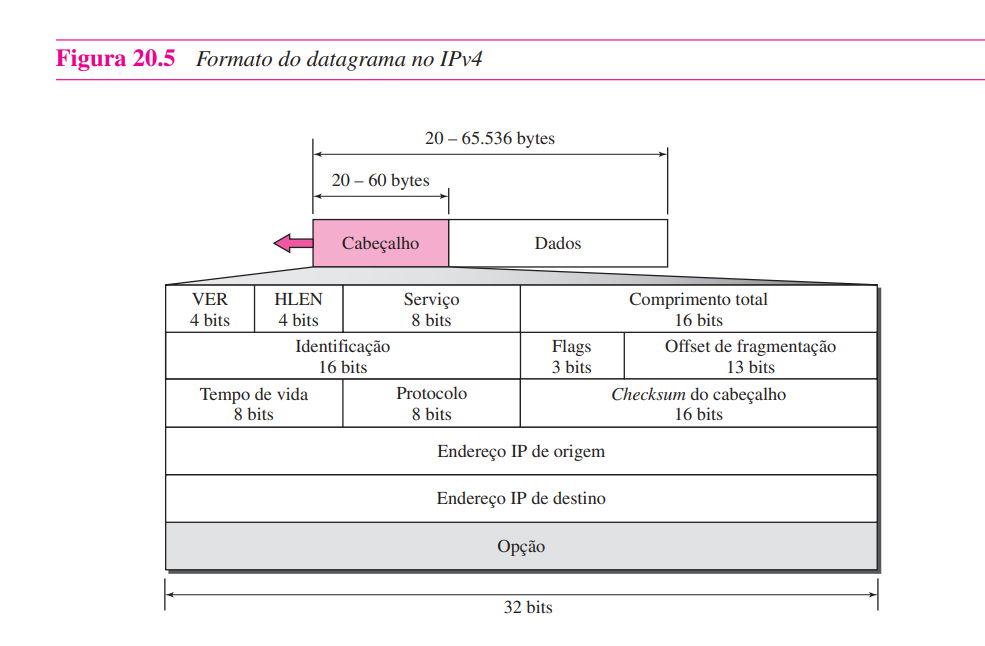 Figura 20.5 Formato do datagrama no IPv4
20 – 65.536 bytes
20 – 60 bytes
Cabeçalho Dados
VER HLEN Serviço Comprimento total
4 bits 4 bits 8 bits 16 bits
Identificação Flags Offset de fragmentação
16 bits 3 bits 13 bits
Tempo de vida Protocolo Checksum do cabeçalho
8 bits 8 bits 16 bits
Endereço IP de origem
Endereço IP de destino
Opção
32 bits